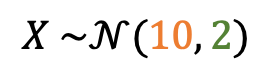 X ~𝒩(10, 2)